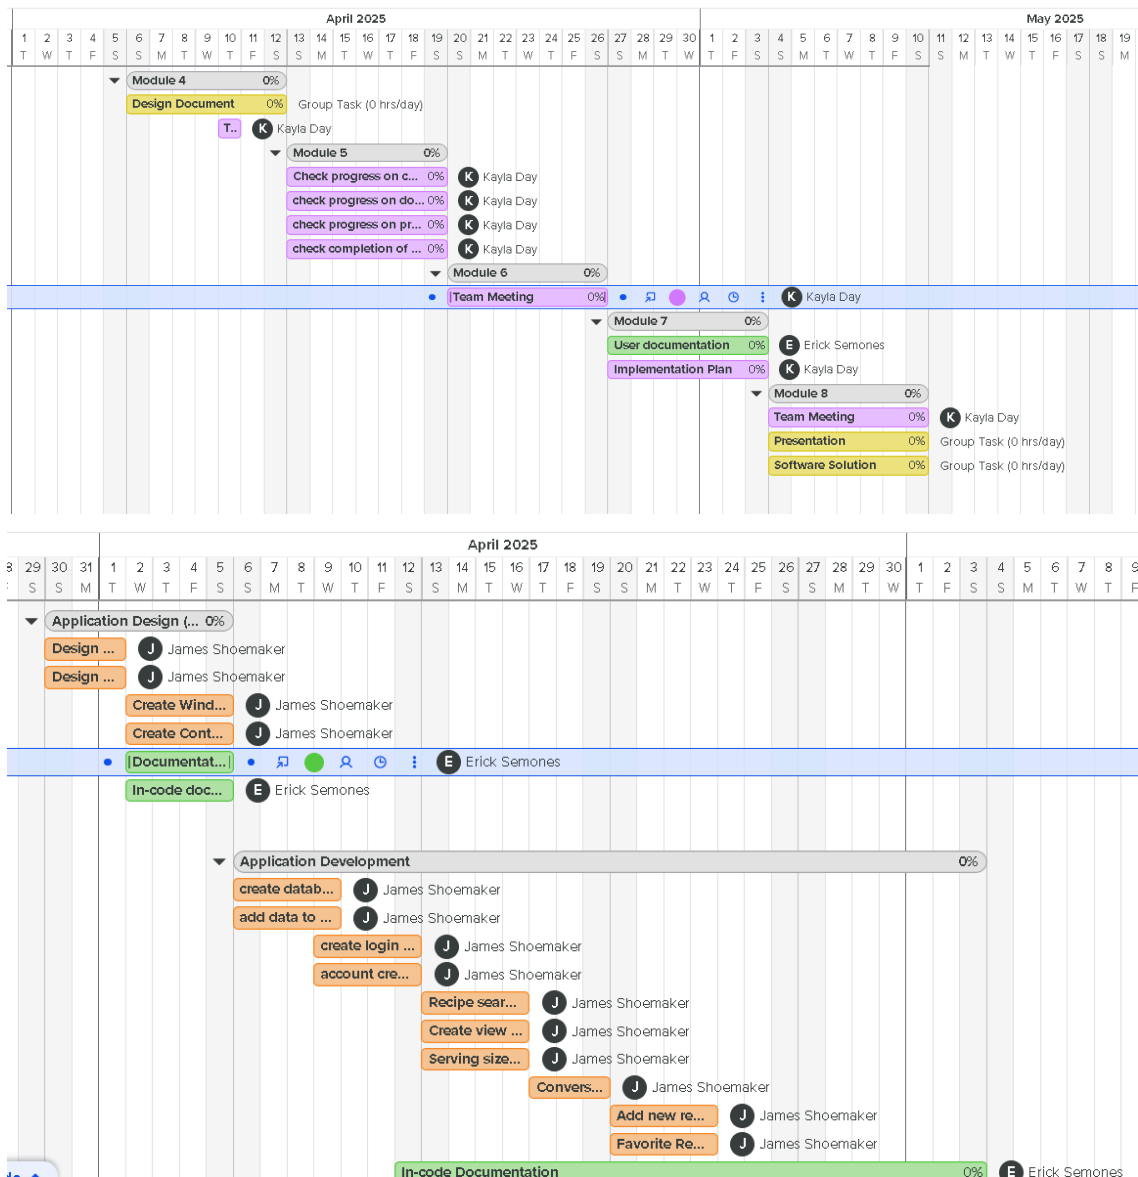 April 2025 May 2025
1 2 3 4 5 6 7 8 9 10 11 12 13 14 15 16 17 18 19 20 21 22 23 24 25 26 27 28 29 30 1 2 3 4 5 6 7 8 9 10 11 12 13 14 15 16 17 18 19
T W T F S S M T W T F S S M T W T F S S M T W T F S S M T W T F S S M T W T F S S M T W T F S S M
Module 4 0%
Design Document 0% Group Task (0 hrs/day)
T.. K Kayla Day
Module 5 0%
Check progress on c... 0% K Kayla Day
check progress on do... 0% K Kayla Day
check progress on pr... 0% K Kayla Day
check completion of ... 0% K Kayla Day
Module 6 0%
Team Meeting 0% K Kayla Day
Module 7 0%
User documentation 0% E Erick Semones
Implementation Plan 0% K Kayla Day
Module 8 0%
Team Meeting 0% K Kayla Day
Presentation 0% Group Task (0 hrs/day)
Software Solution 0% Group Task (0 hrs/day)
April 2025
29 30 31 1 2 3 4 5 6 7 8 9 10 11 12 13 14 15 16 17 18 19 20 21 22 23 24 25 26 27 28 29 30 1 2 3 4 5 6 7 8 9
S S M T W T F S S M T W T F S S M T W T F S S M T W T F S S M T W T F S S M T W T F
Application Design (... 0%
Design ... J James Shoemaker
Design ... J James Shoemaker
Create Wind... J James Shoemaker
Create Cont... J James Shoemaker
Documentat... E Erick Semones
In-code doc... E Erick Semones
Application Development 0%
create datab... J James Shoemaker
add data to ... J James Shoemaker
create login ... J James Shoemaker
account cre... J James Shoemaker
Recipe sear... J James Shoemaker
Create view ... J James Shoemaker
Serving size... J James Shoemaker
Convers... J James Shoemaker
Add new re... J James Shoemaker
Favorite Re... J James Shoemaker
In-code Documentation 0% E Erick Semones